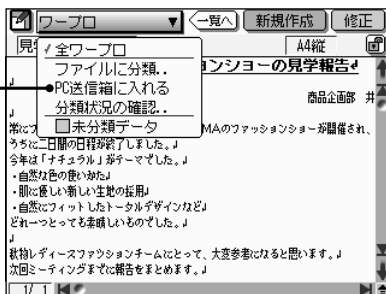 ワープロ ▼ 一覧へ 新規作成 修正
見 A4縦
✓全ワープロ
ファイルに分類..
PC送信箱に入れる
分類状況の確認..
未分類データ
ンションショーの見学報告
商品企画部 井
常に MAのファッションショーが開催され、
うちに二日間の日程が終了しました。
今年は「ナチュラル」がテーマでした。
・自然な色の使いかた
・肌に優しい新しい生地の採用
・自然にフィットしたトータルデザインなど
どれ一つとっても素晴しいものでした。
秋物レディースファッションチームにとって、大変参考になると思います。
次回ミーティングまでに報告をまとめます。
1/ 1